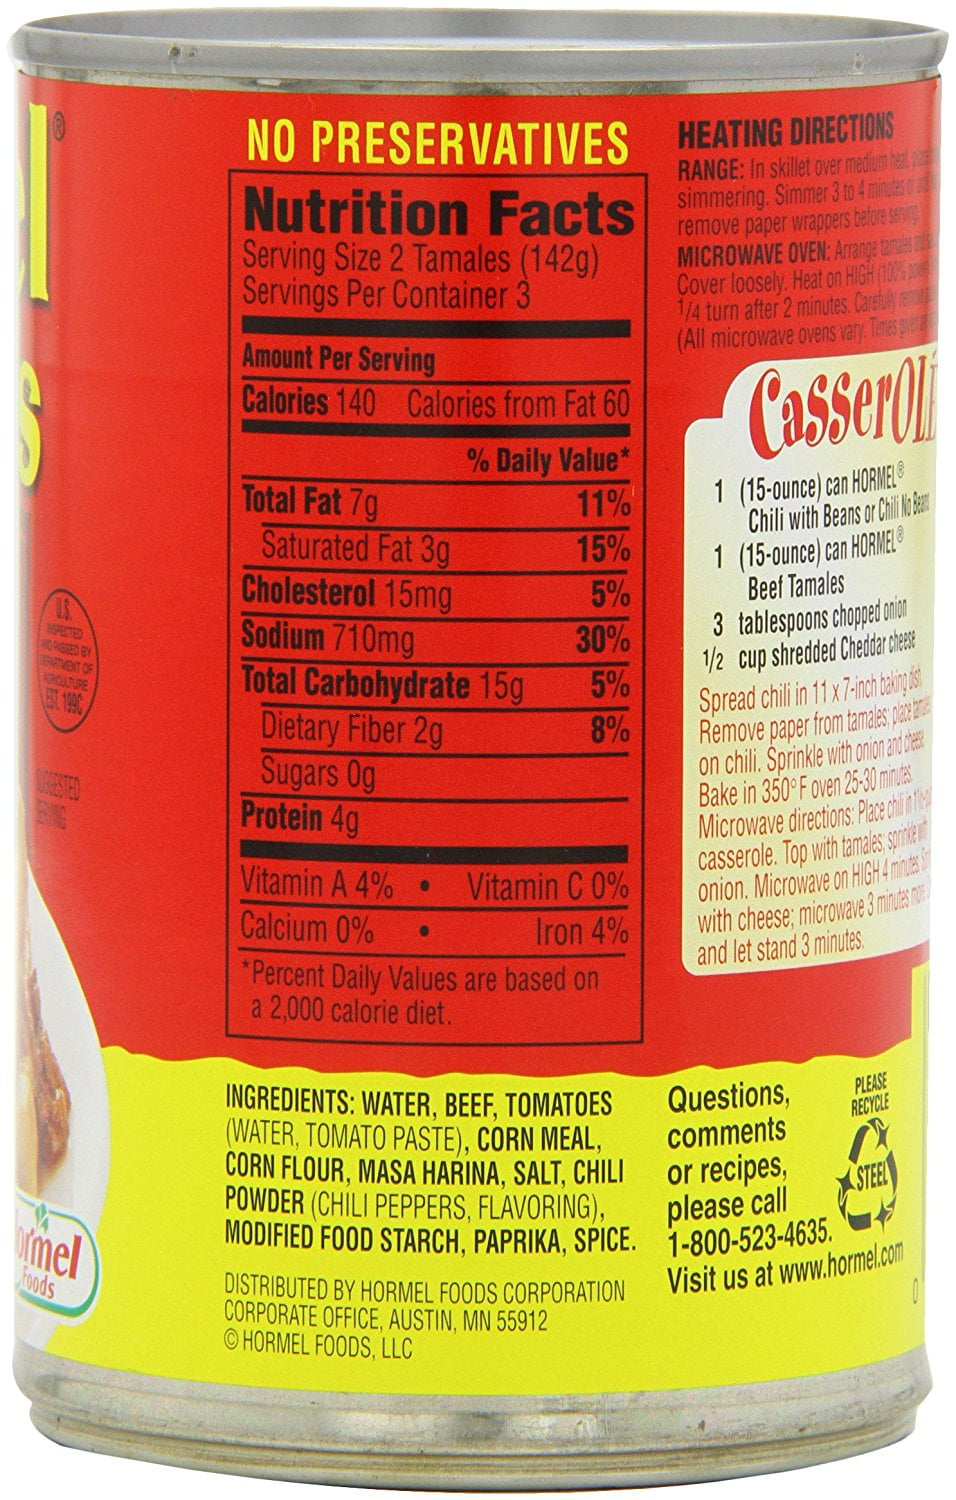 NO PRESERVATIVES
Nutrition Facts
Serving Size 2 Tamales (142g)
Servings Per Container 3
Amount Per Serving
Calories 140 Calories from Fat 60
% Daily Value*
Total Fat 7g 11%
Saturated Fat 3g 15%
Cholesterol 15mg 5%
Sodium 710mg 30%
Total Carbohydrate 15g 5%
Dietary Fiber 2g 8%
Sugars 0g
Protein 4g
Vitamin A 4% • Vitamin C 0%
Calcium 0% • Iron 4%
*Percent Daily Values are based on
a 2,000 calorie diet.
INGREDIENTS: WATER, BEEF, TOMATOES
(WATER, TOMATO PASTE), CORN MEAL,
CORN FLOUR, MASA HARINA, SALT, CHILI
POWDER (CHILI PEPPERS, FLAVORING),
MODIFIED FOOD STARCH, PAPRIKA, SPICE.
DISTRIBUTED BY HORMEL FOODS CORPORATION
CORPORATE OFFICE, AUSTIN, MN 55912
© HORMEL FOODS, LLC
HEATING DIRECTIONS
RANGE: In skillet over medium heat,
simmering. Simmer 3 to 4 minutes or
remove paper wrappers before serving.
MICROWAVE OVEN: Arrange tamales
Cover loosely. Heat on HIGH (100%
1/4 turn after 2 minutes. Carefully
(All microwave ovens vary. Times
CasserOLE
1 (15-ounce) can HORMEL®
Chili with Beans or Chili No Beans
1 (15-ounce) can HORMEL®
Beef Tamales
3 tablespoons chopped onion
1/2 cup shredded Cheddar cheese
Spread chili in 11 x 7-inch baking dish.
Remove paper from tamales; place
on chili. Sprinkle with onion and cheese.
Bake in 350°F oven 25-30 minutes.
Microwave directions: Place chili in
casserole. Top with tamales; sprinkle with
onion. Microwave on HIGH 4 minutes.
with cheese; microwave 3 minutes
and let stand 3 minutes.
Questions,
comments
or recipes,
please call
1-800-523-4635.
Visit us at www.hormel.com
PLEASE
RECYCLE
STEEL
0
el®
s
U.S.
INSPECTED
AND PASSED BY
DEPARTMENT OF
AGRICULTURE
EST. 199C
SUGGESTED
SERVING
ormel
Foods